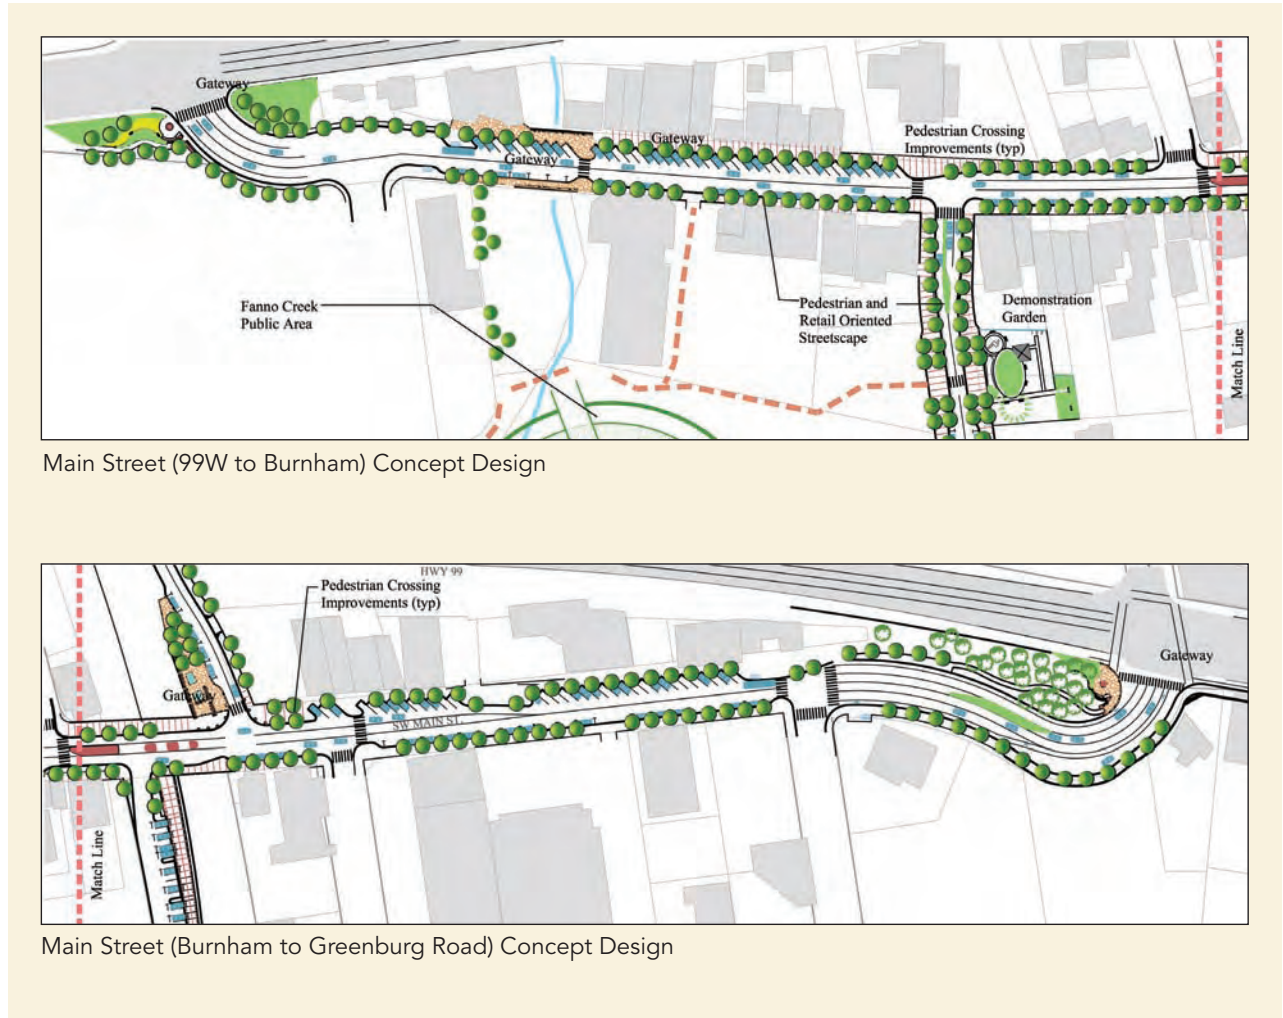 Gateway
Gateway
Gateway
Pedestrian Crossing
Improvements (typ)
Fanno Creek
Public Area
Pedestrian and
Retail Oriented
Streetscape
Demonstration
Garden
Match Line
Main Street (99W to Burnham) Concept Design
HWY 99
Pedestrian Crossing
Improvements (typ)
Gateway
Gateway
SW MAIN ST.
Match Line
Main Street (Burnham to Greenburg Road) Concept Design